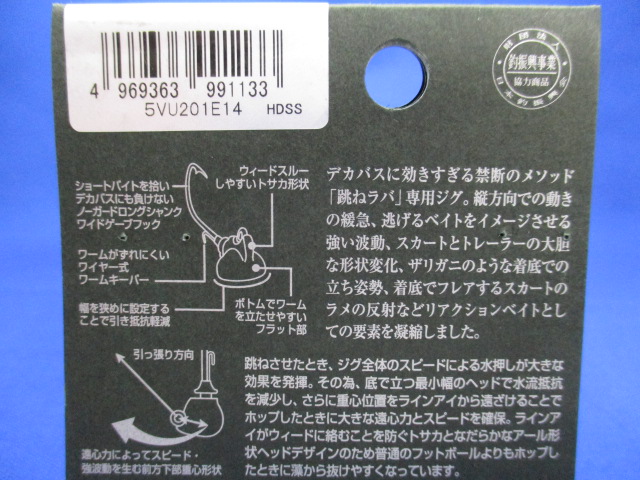 4 969363 991133
5VU201E14 HDSS
財団法人
釣振興事業
協力商品
日本釣振興会
ショートバイトを拾い
デカバスにも負けない
ノーガードロングシャンク
ワイドゲープフック
ウィードスルー
しやすいトサカ形状
ワームがずれにくい
ワイヤー式
ワームキーパー
幅を狭めに設定する
ことで引き抵抗軽減
ボトムでワーム
を立たせやすい
フラット部
デカバスに効きすぎる禁断のメソッド
「跳ねラバ」専用ジグ。縦方向での動き
の緩急、逃げるベイトをイメージさせる
強い波動、スカートとトレーラーの大胆
な形状変化、ザリガニのような着底での
立ち姿勢、着底でフレアするスカートの
ラメの反射などリアクションベイトとし
ての要素を凝縮しました。
引っ張り方向
遠心力によってスピード・
強波動を生む前方下部重心形状
跳ねさせたとき、ジグ全体のスピードによる水押しが大きな
効果を発揮。その為、底で立つ最小幅のヘッドで水流抵抗
を減少し、さらに重心位置をラインアイから遠ざけることで
ホップしたときに大きな遠心力とスピードを確保。ラインア
イがウィードに絡むことを防ぐトサカとなだらかなアール形
状ヘッドデザインのため普通のフットボールよりもホップし
たときに藻から抜けやすくなっています。